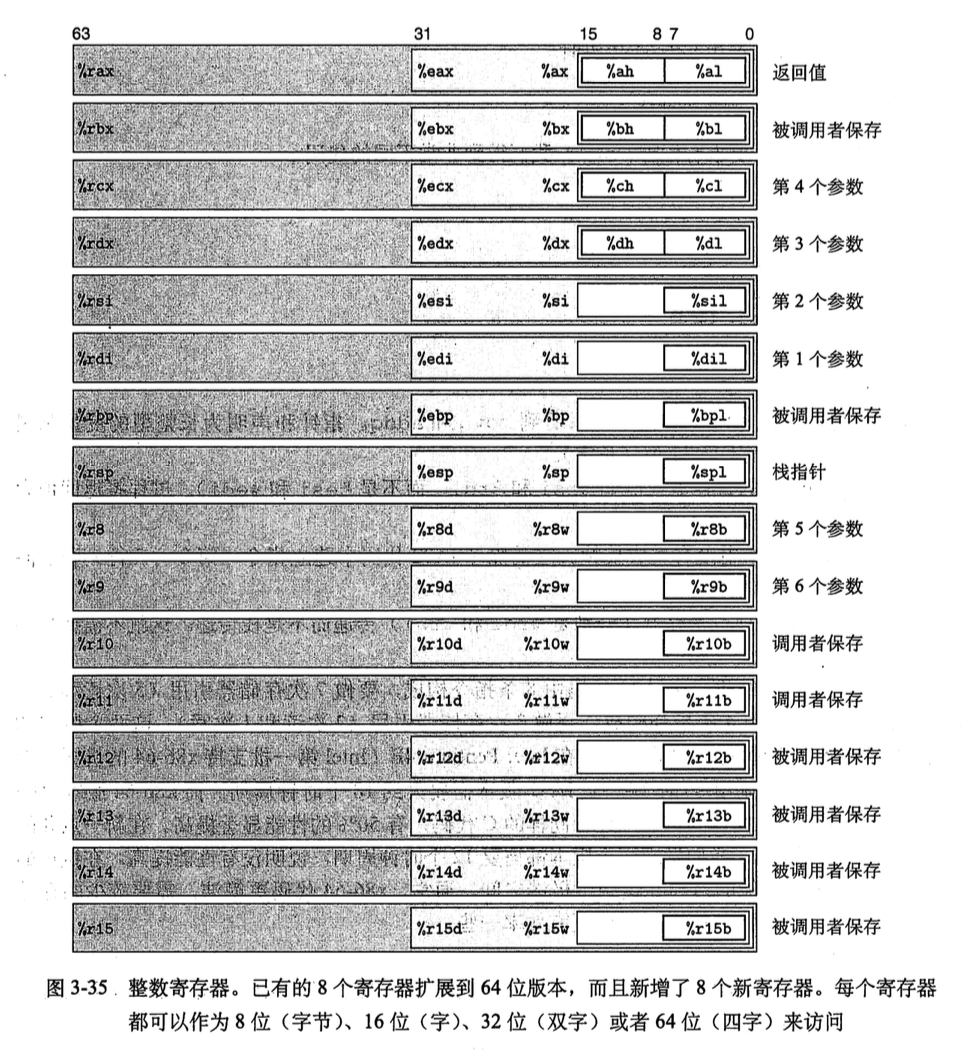 63 31 15 8 7 0
%rax %eax %ax %ah %al 返回值
%rbx %ebx %bx %bh %bl 被调用者保存
%rcx %ecx %cx %ch %cl 第 4 个参数
%rdx %edx %dx %dh %dl 第 3 个参数
%rsi %esi %si %sil 第 2 个参数
%rdi %edi %di %dil 第 1 个参数
%rbp %ebp %bp %bpl 被调用者保存
%rsp %esp %sp %spl 栈指针
%r8 %r8d %r8w %r8b 第 5 个参数
%r9 %r9d %r9w %r9b 第 6 个参数
%r10 %r10d %r10w %r10b 调用者保存
%r11 %r11d %r11w %r11b 调用者保存
%r12 %r12d %r12w %r12b 被调用者保存
%r13 %r13d %r13w %r13b 被调用者保存
%r14 %r14d %r14w %r14b 被调用者保存
%r15 %r15d %r15w %r15b 被调用者保存
图 3-35 整数寄存器。已有的 8 个寄存器扩展到 64 位版本，而且新增了 8 个新寄存器。每个寄存器
都可以作为 8 位（字节）、16 位（字）、32 位（双字）或者 64 位（四字）来访问